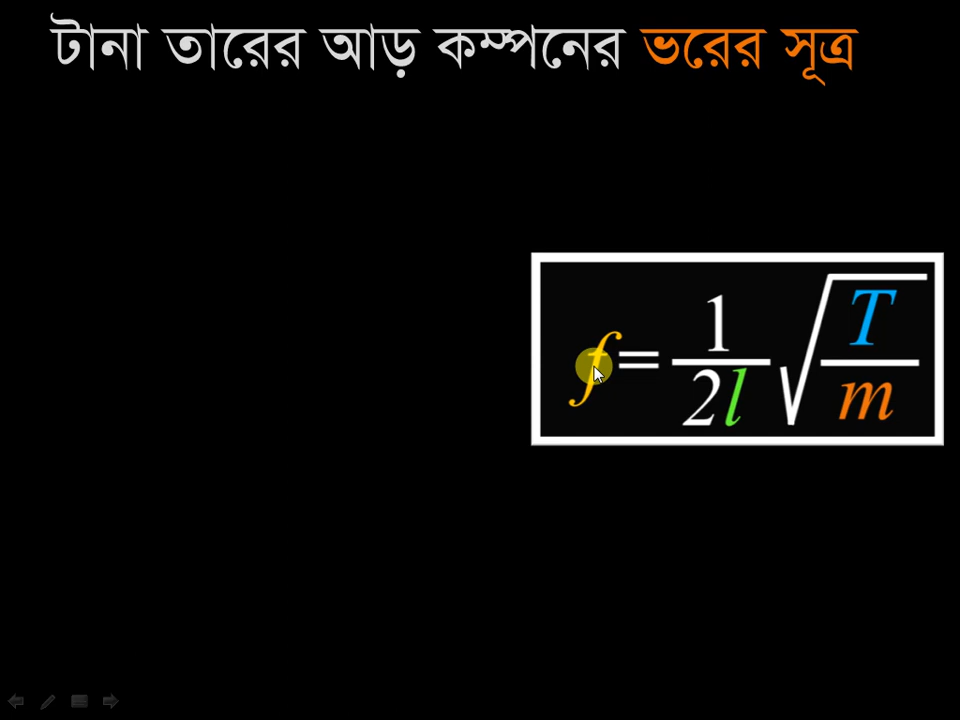 টানা তারের আড় কম্পনের ভরের সূত্র
f = 1/2l √T/m